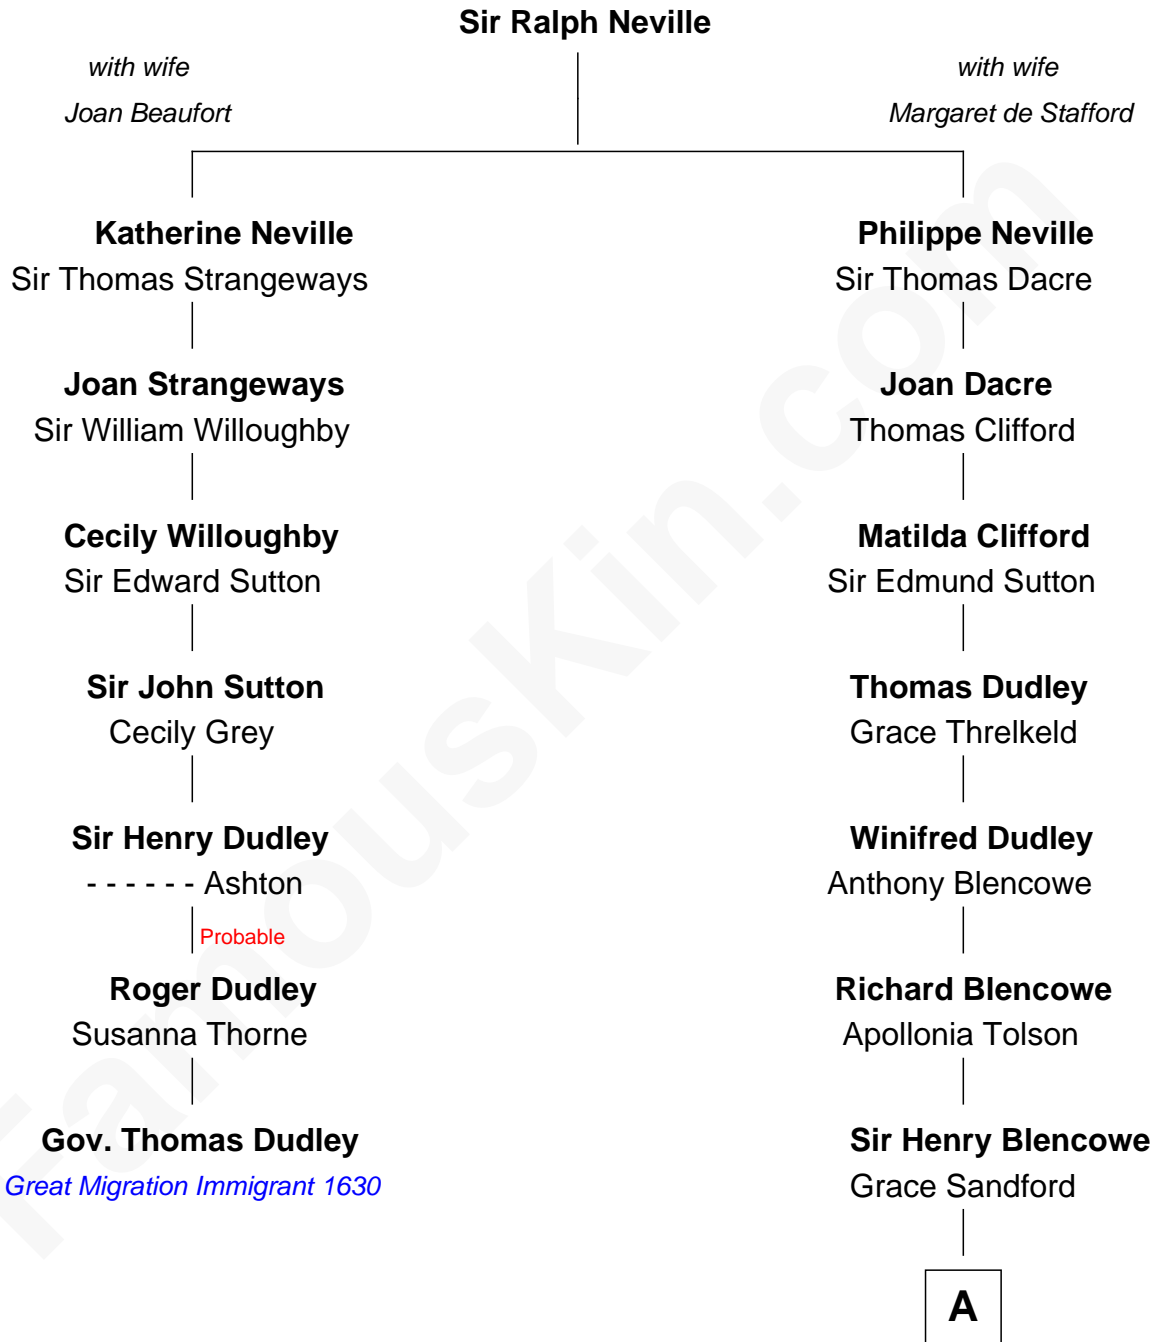 Sir Ralph Neville
with wife
Joan Beaufort
with wife
Margaret de Stafford
Katherine Neville
Sir Thomas Strangeways
Philippe Neville
Sir Thomas Dacre
Joan Strangeways
Sir William Willoughby
Joan Dacre
Thomas Clifford
Cecily Willoughby
Sir Edward Sutton
Matilda Clifford
Sir Edmund Sutton
Sir John Sutton
Cecily Grey
Thomas Dudley
Grace Threlkeld
Sir Henry Dudley
- - - - - - Ashton
Probable
Winifred Dudley
Anthony Blencowe
Roger Dudley
Susanna Thorne
Richard Blencowe
Apollonia Tolson
Gov. Thomas Dudley
Great Migration Immigrant 1630
Sir Henry Blencowe
Grace Sandford
A
FamousKin.com